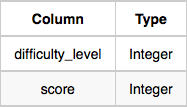 Column Type
difficulty_level Integer
score Integer